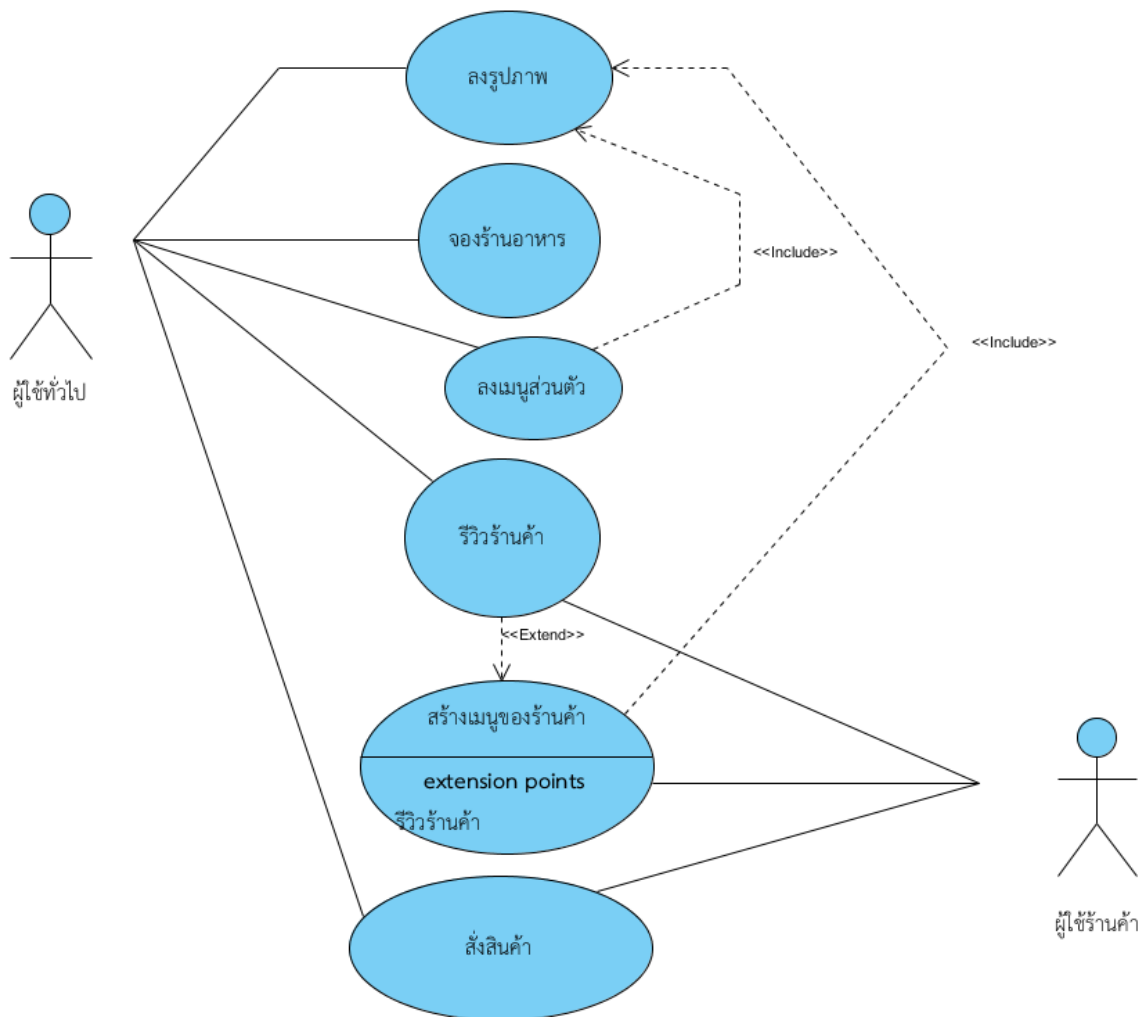 ลงรูปภาพ
จองร้านอาหาร
<<Include>>
<<Include>>
ผู้ใช้ทั่วไป
ลงเมนูส่วนตัว
รีวิวร้านค้า
<<Extend>>
สร้างเมนูของร้านค้า
extension points
รีวิวร้านค้า
ผู้ใช้ร้านค้า
สั่งสินค้า